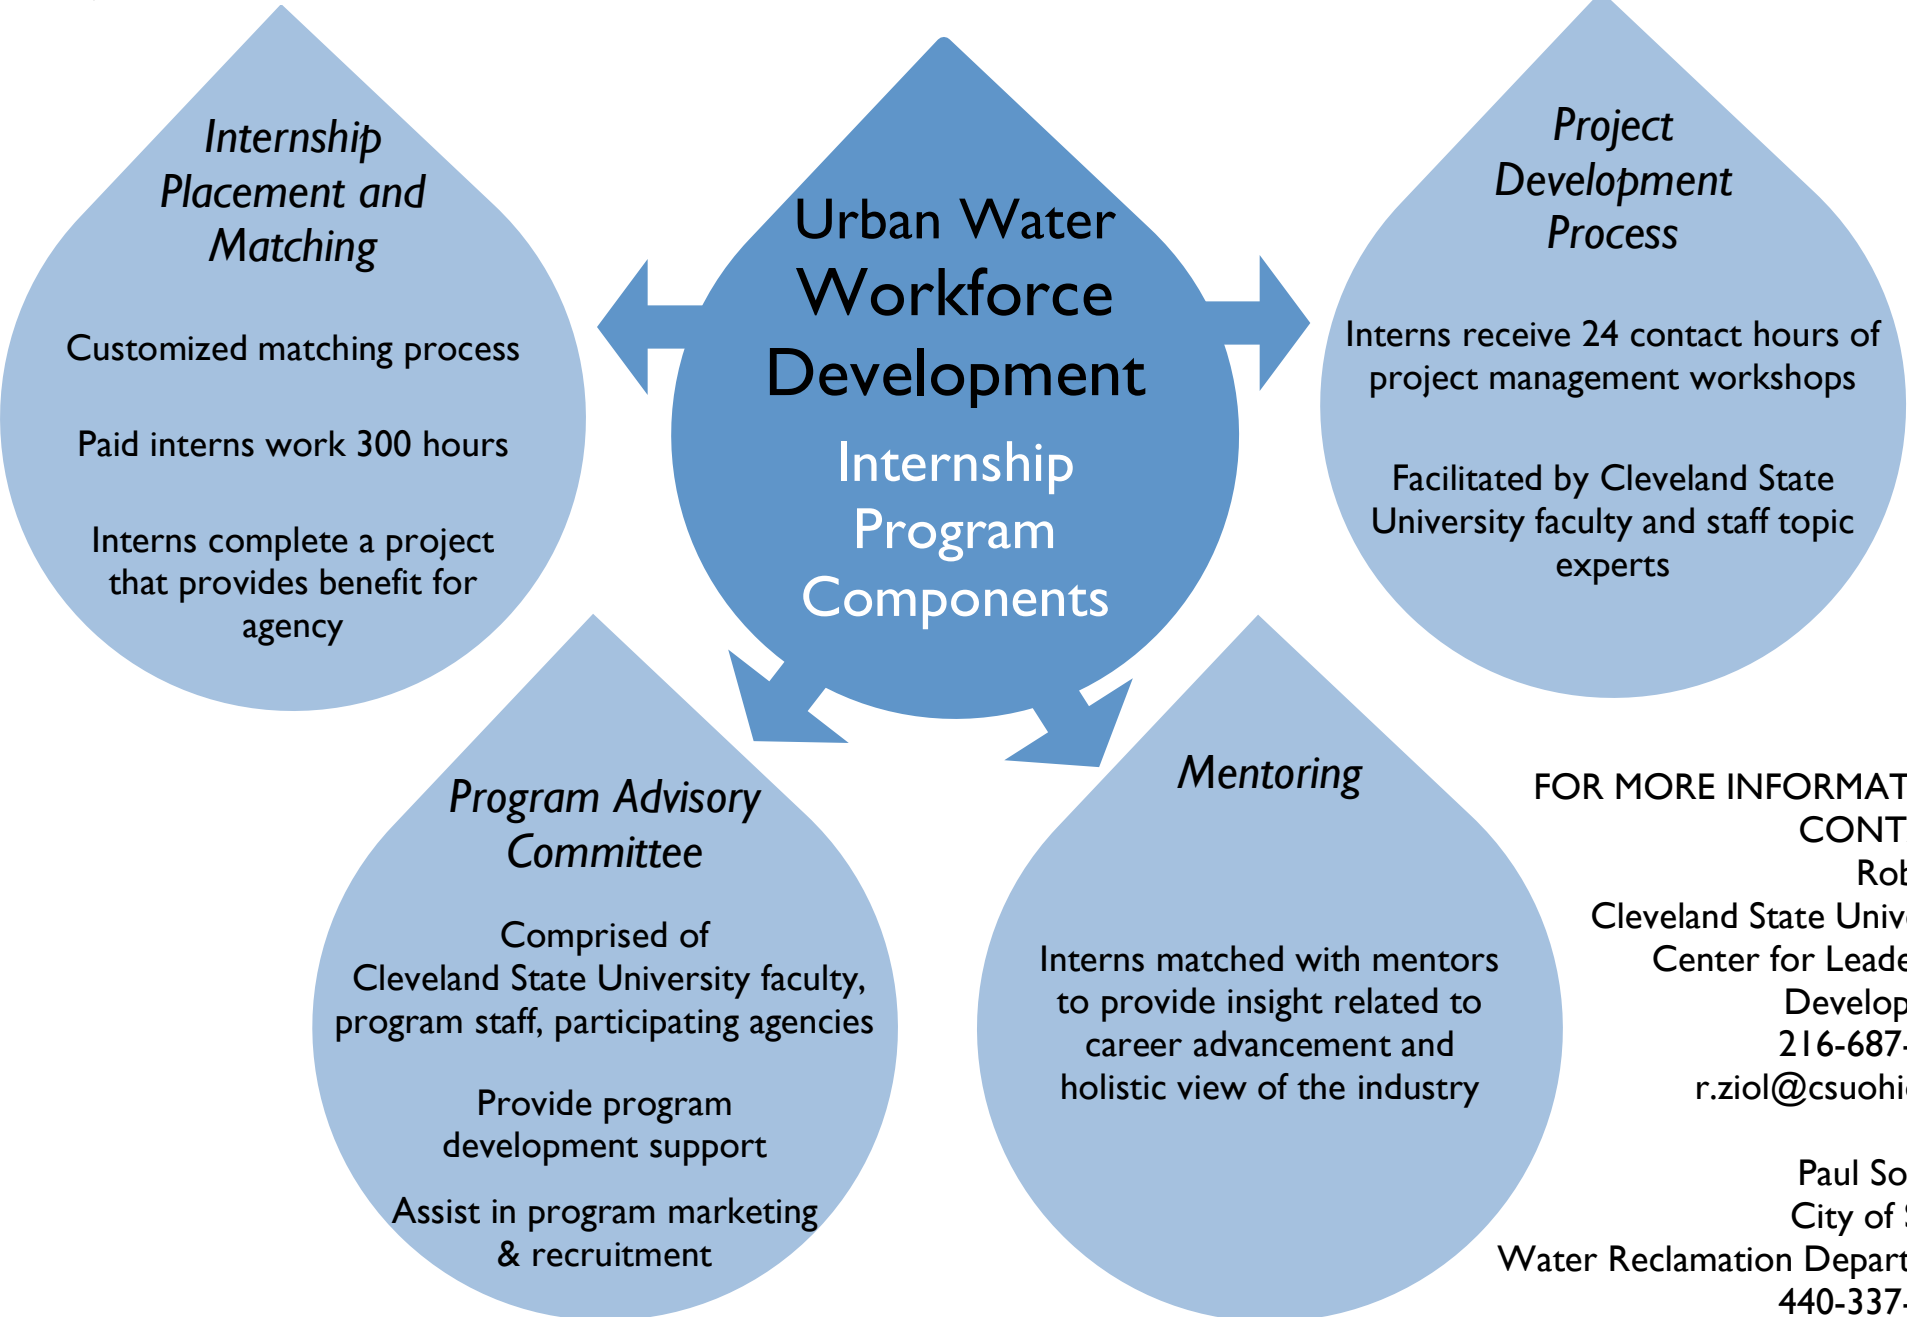 Internship
Placement and
Matching
Customized matching process
Paid interns work 300 hours
Interns complete a project
that provides benefit for
agency
Urban Water
Workforce
Development
Internship
Program
Components
Project
Development
Process
Interns receive 24 contact hours of
project management workshops
Facilitated by Cleveland State
University faculty and staff topic
experts
Program Advisory
Committee
Comprised of
Cleveland State University faculty,
program staff, participating agencies
Provide program
development support
Assist in program marketing
& recruitment
Mentoring
Interns matched with mentors
to provide insight related to
career advancement and
holistic view of the industry
FOR MORE
Cleveland State
Center for
216-687-
Paul
City of
Water Reclamation
440-337-